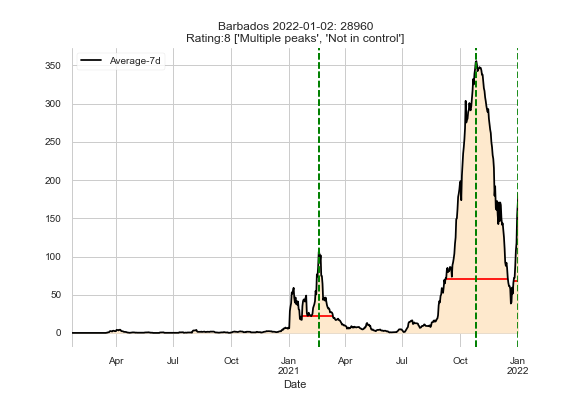 Barbados 2022-01-02: 28960
Rating:8 ['Multiple peaks', 'Not in control']
Average-7d
350
300
250
200
150
100
50
0
Apr
Jul
Oct
Jan
2021
Apr
Jul
Oct
Jan
2022
Date